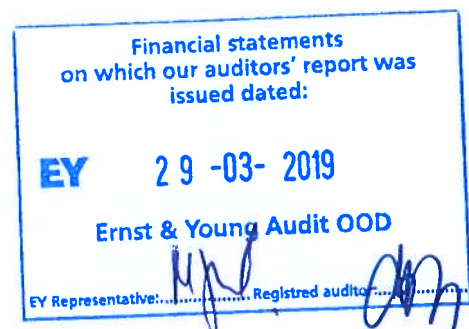 Financial statements
on which our auditors' report was
issued dated:
EY 29 -03- 2019
Ernst & Young Audit OOD
EY Representative:.................... Registred auditor:....................